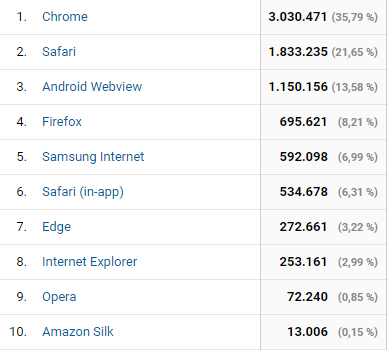 1. Chrome 3.030.471 (35,79 %)
2. Safari 1.833.235 (21,65 %)
3. Android Webview 1.150.156 (13,58 %)
4. Firefox 695.621 (8,21 %)
5. Samsung Internet 592.098 (6,99 %)
6. Safari (in-app) 534.678 (6,31 %)
7. Edge 272.661 (3,22 %)
8. Internet Explorer 253.161 (2,99 %)
9. Opera 72.240 (0,85 %)
10. Amazon Silk 13.006 (0,15 %)